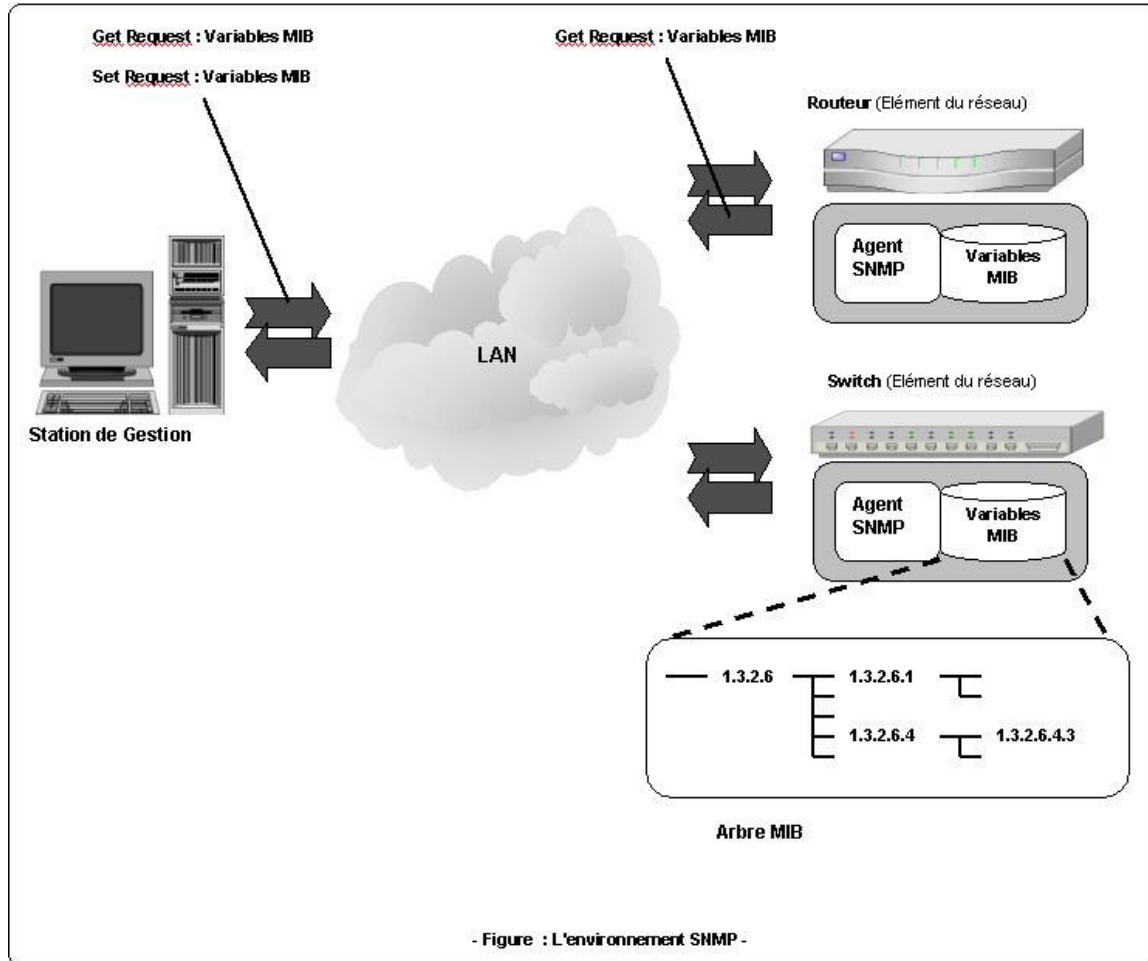 Get Request : Variables MIB
Set Request : Variables MIB
Get Request : Variables MIB
Routeur (Elément du réseau)
Agent
SNMP
Variables
MIB
LAN
Station de Gestion
Switch (Elément du réseau)
Agent
SNMP
Variables
MIB
1.3.2.6
1.3.2.6.1
1.3.2.6.4
1.3.2.6.4.3
Arbre MIB
- Figure : L'environnement SNMP -